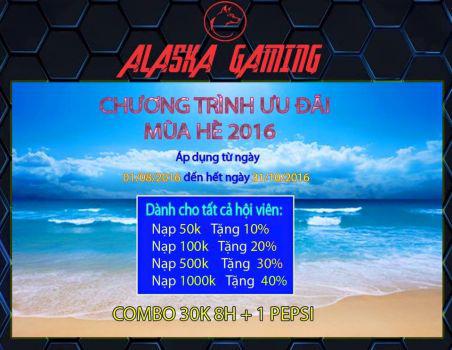 ALASKA GAMING
CHƯƠNG TRÌNH ƯU ĐÃI
MÙA HÈ 2016
Áp dụng từ ngày
01/08/2016 đến hết ngày 31/10/2016
Dành cho tất cả hội viên:
Nạp 50k Tặng 10%
Nạp 100k Tặng 20%
Nạp 500k Tặng 30%
Nạp 1000k Tặng 40%
COMBO 30K 8H + 1 PEPSI